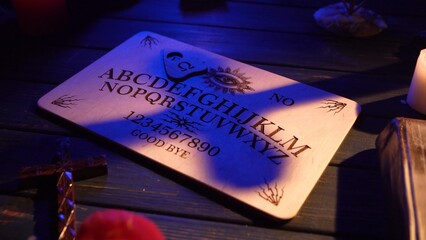 NO
ABCDEFGHIJKLM
NOPQRSTUVWXYZ
1234567890
GOOD BYE